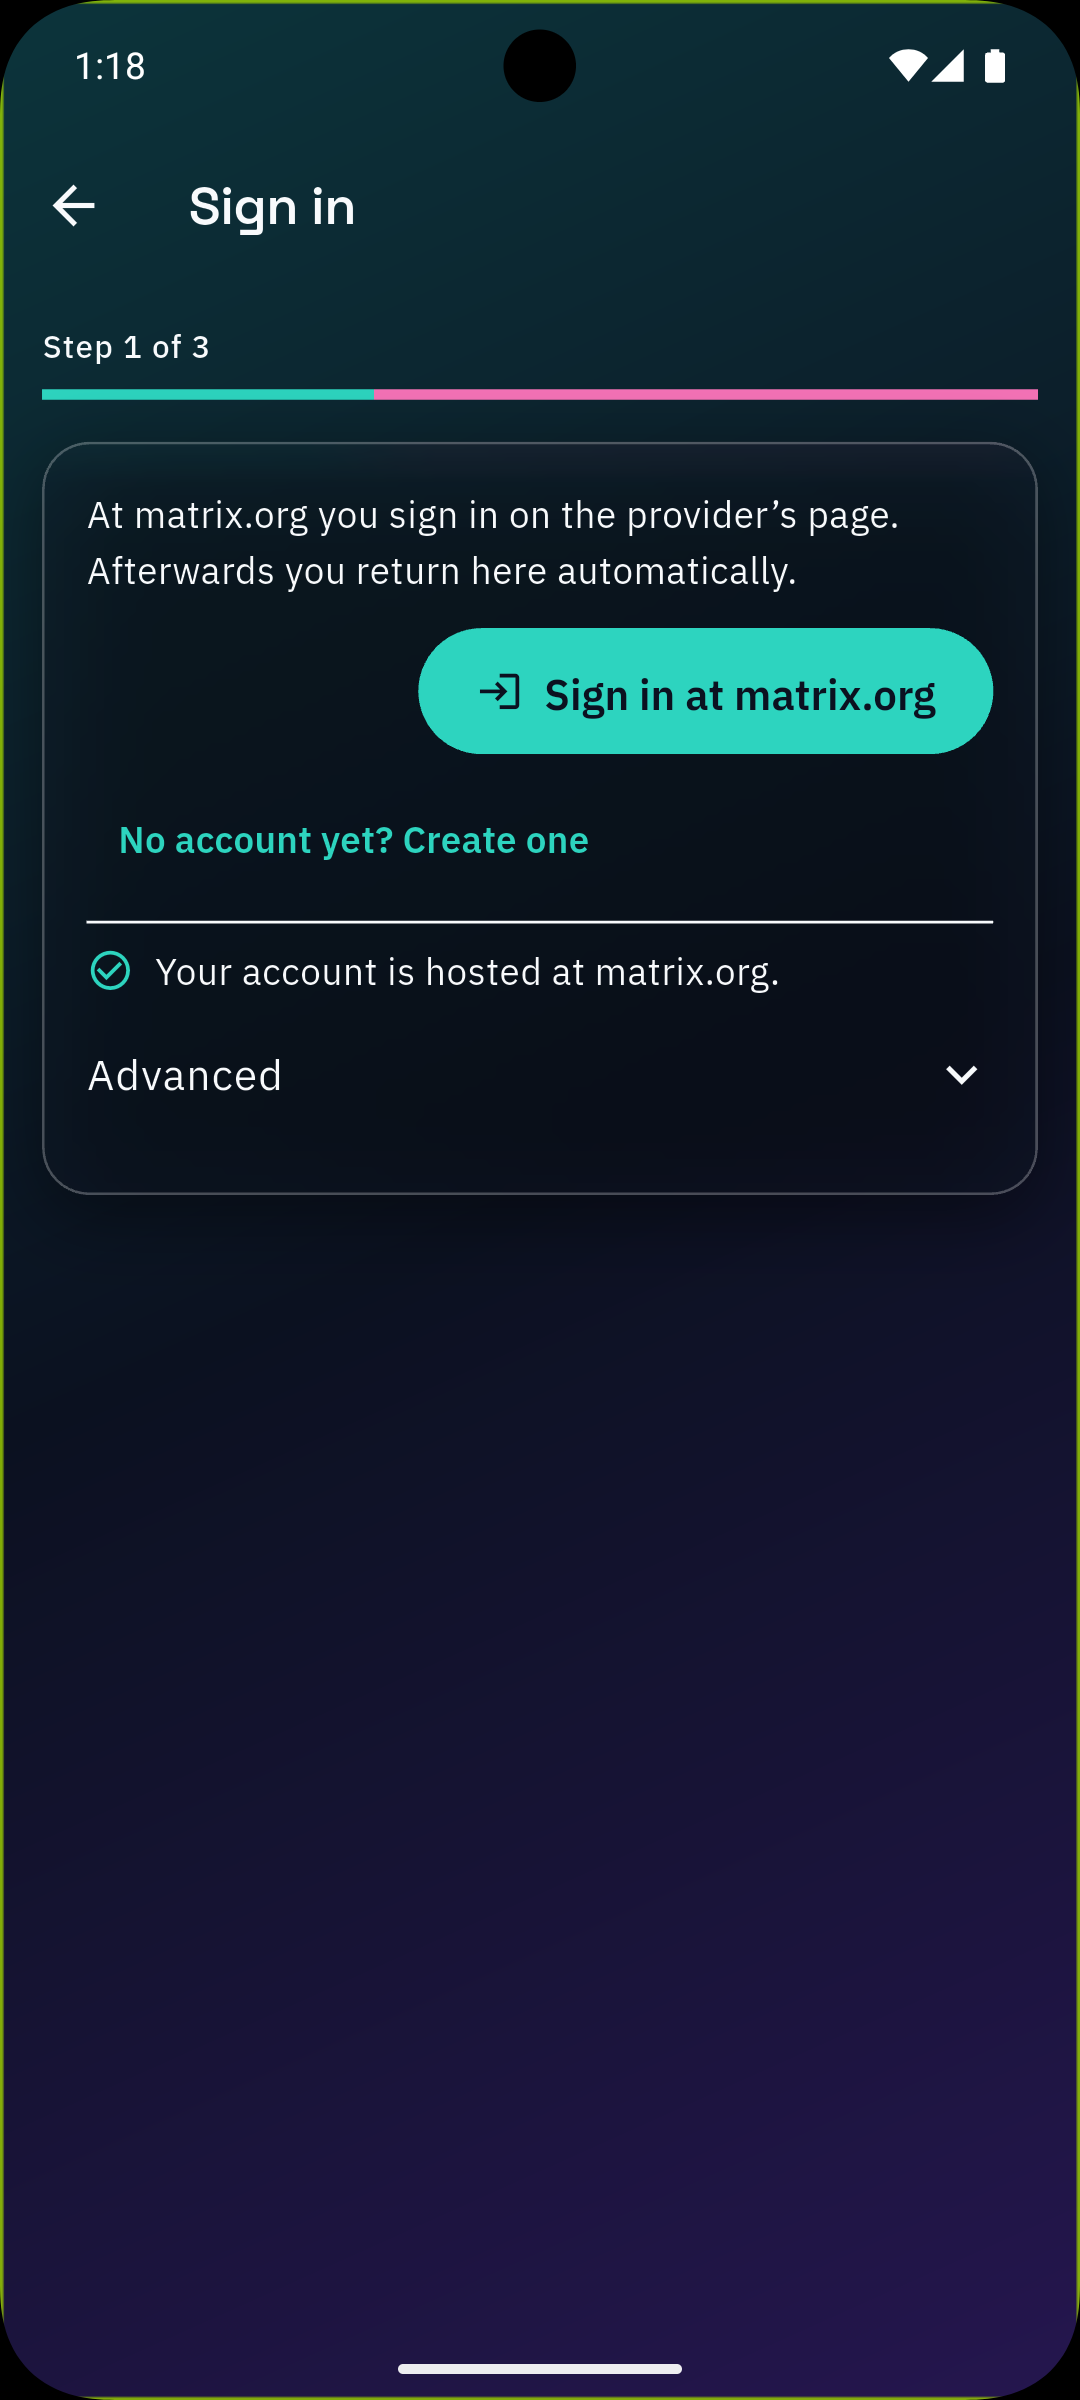 1:18
Sign in
Step 1 of 3
At matrix.org you sign in on the provider’s page.
Afterwards you return here automatically.
Sign in at matrix.org
No account yet? Create one
Your account is hosted at matrix.org.
Advanced